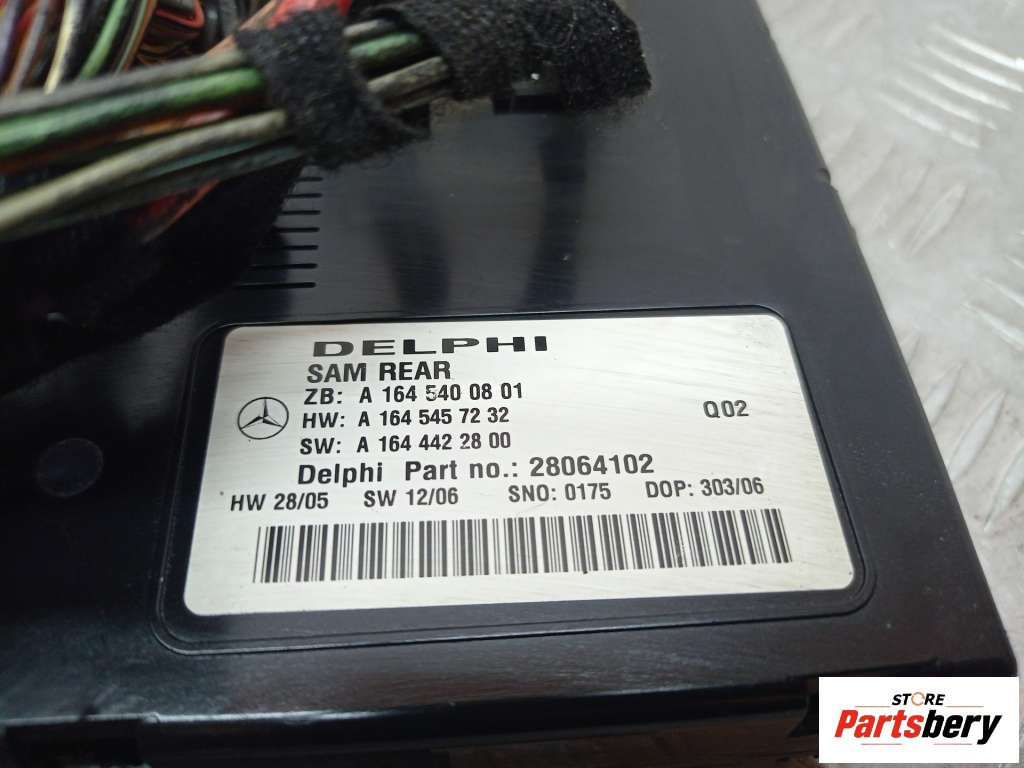 DELPHI
SAM REAR
ZB: A 164 540 08 01
HW: A 164 545 72 32
Q02
SW: A 164 442 28 00
Delphi Part no.: 28064102
HW 28/05 SW 12/06 SNO: 0175 DOP: 303/06
STORE
Partsbery